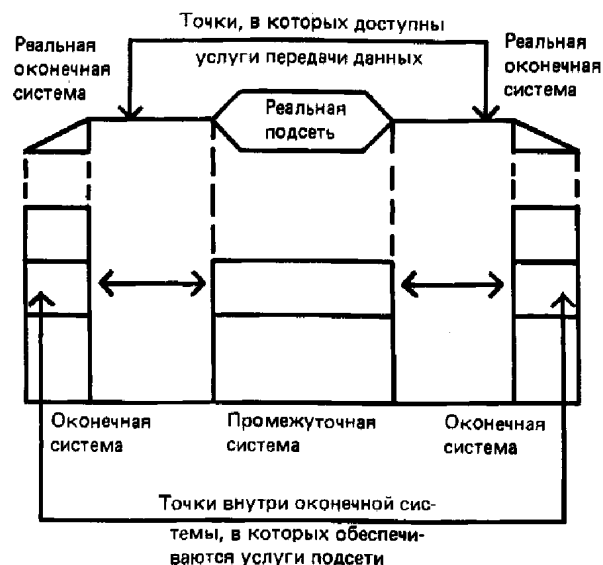 Точки, в которых доступны
услуги передачи данных
Реальная
оконечная
система
Реальная
оконечная
система
Реальная
подсеть
Оконечная
система
Промежуточная
система
Оконечная
система
Точки внутри оконечной сис-
темы, в которых обеспечи-
ваются услуги подсети